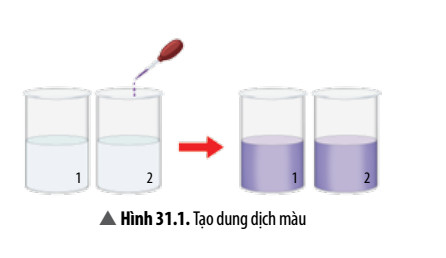 1 2 1 2
▲ Hình 31.1. Tạo dung dịch màu